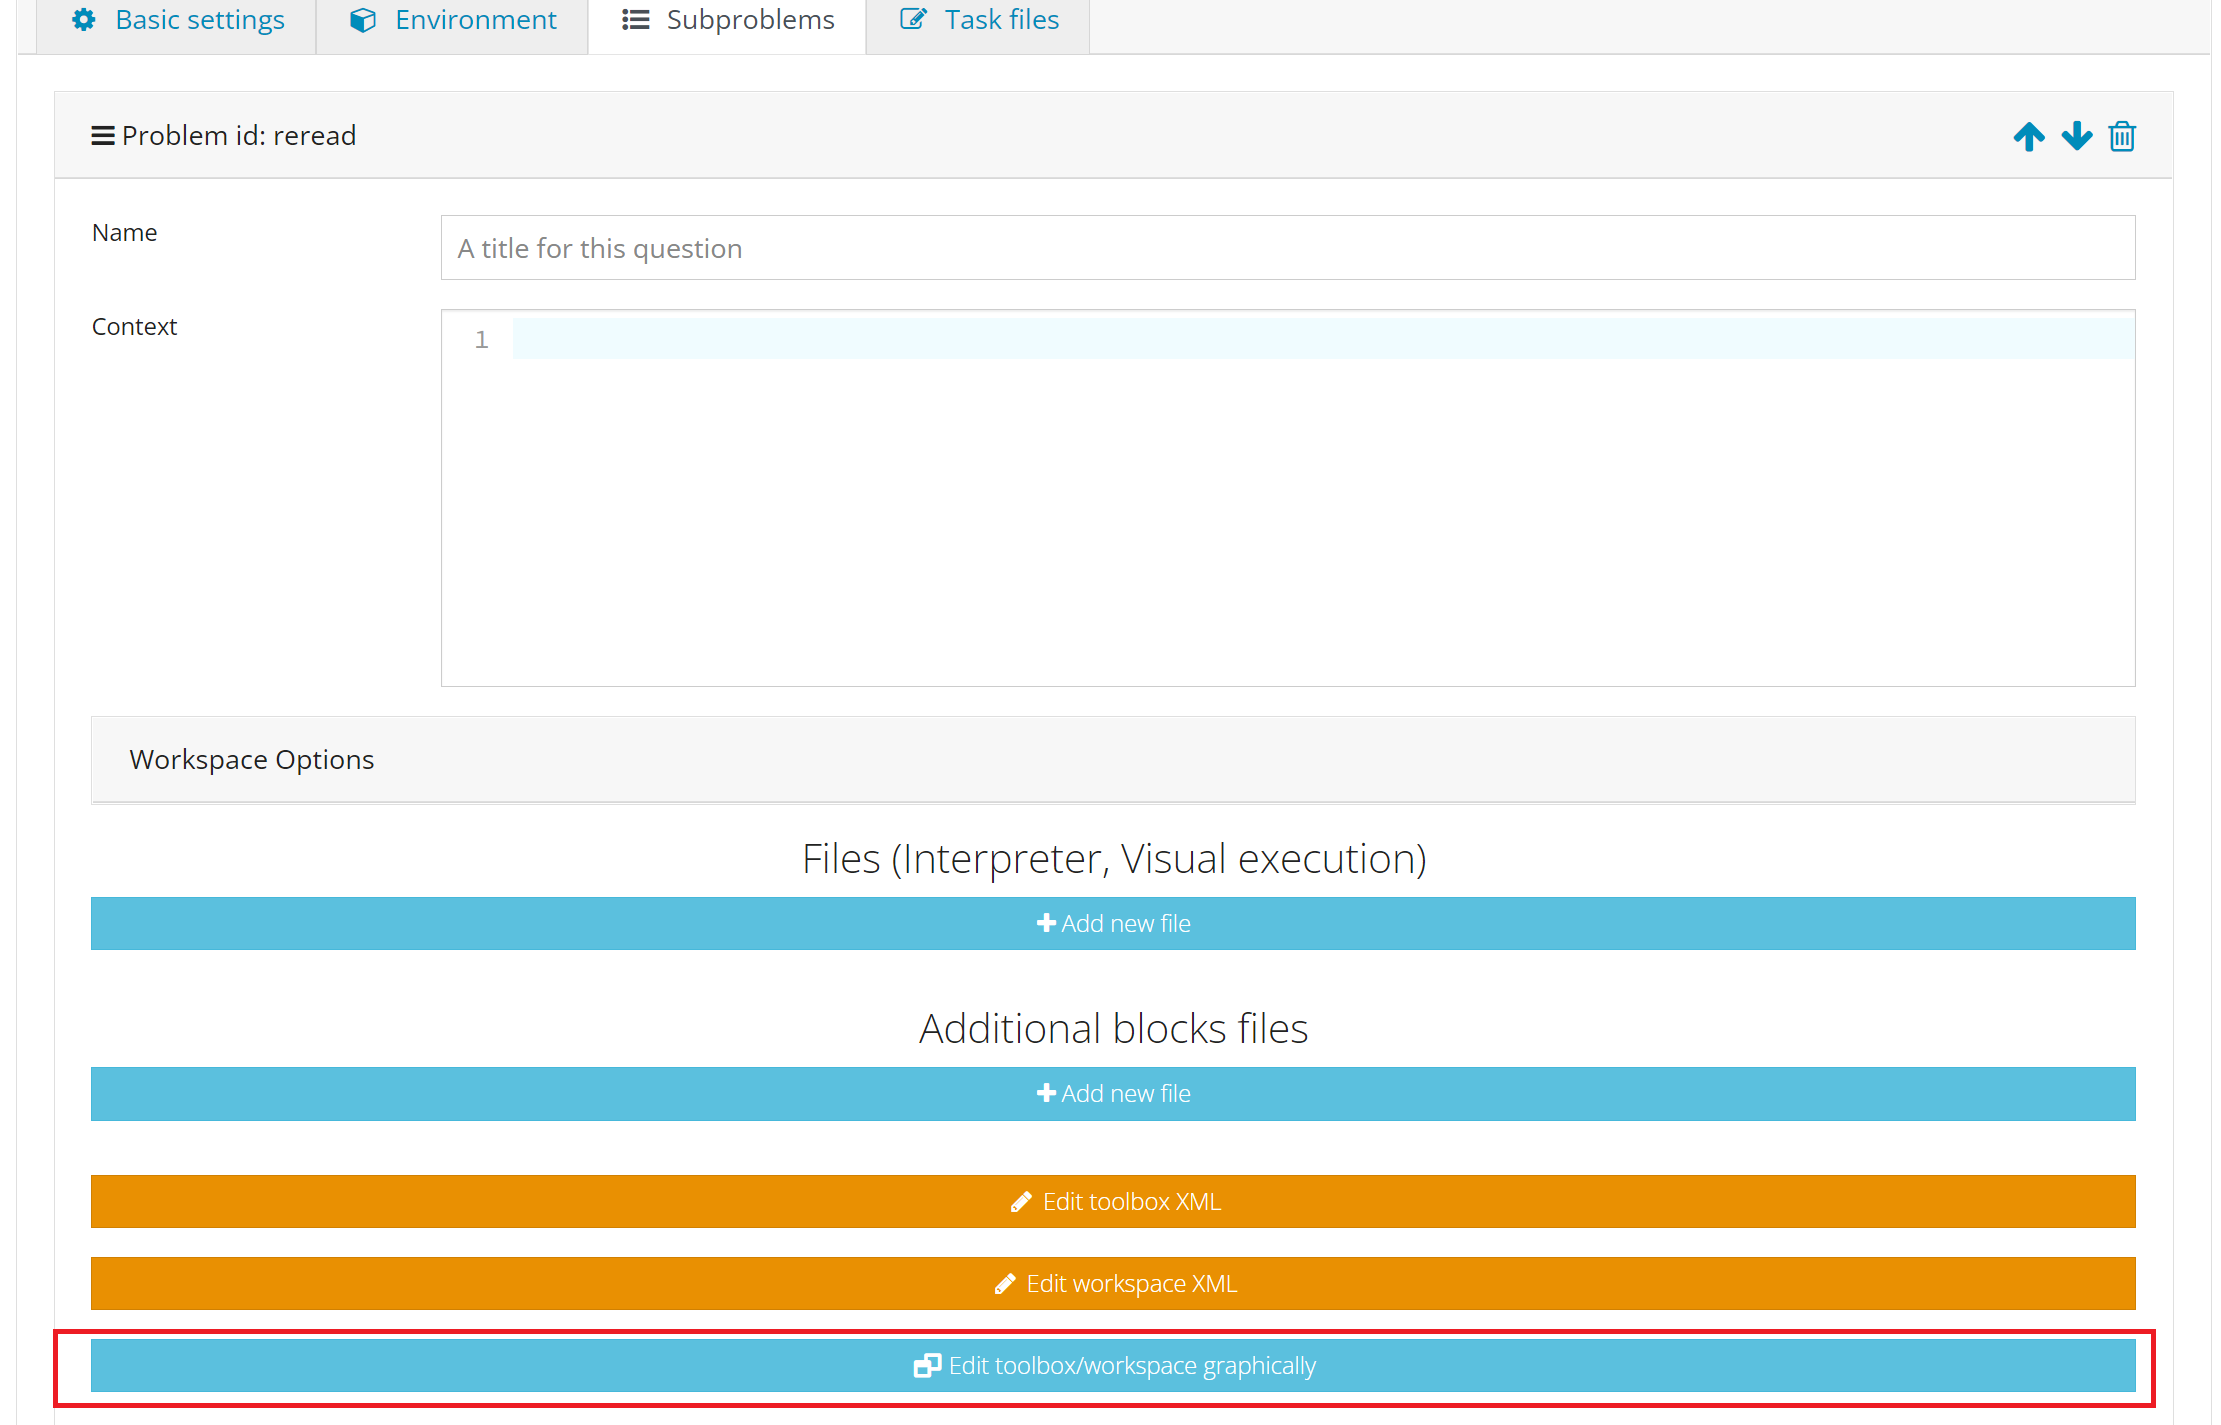 Basic settings Environment Subproblems Task files
Problem id: reread
Name
A title for this question
Context
1
Workspace Options
Files (Interpreter, Visual execution)
Add new file
Additional blocks files
Add new file
Edit toolbox XML
Edit workspace XML
Edit toolbox/workspace graphically